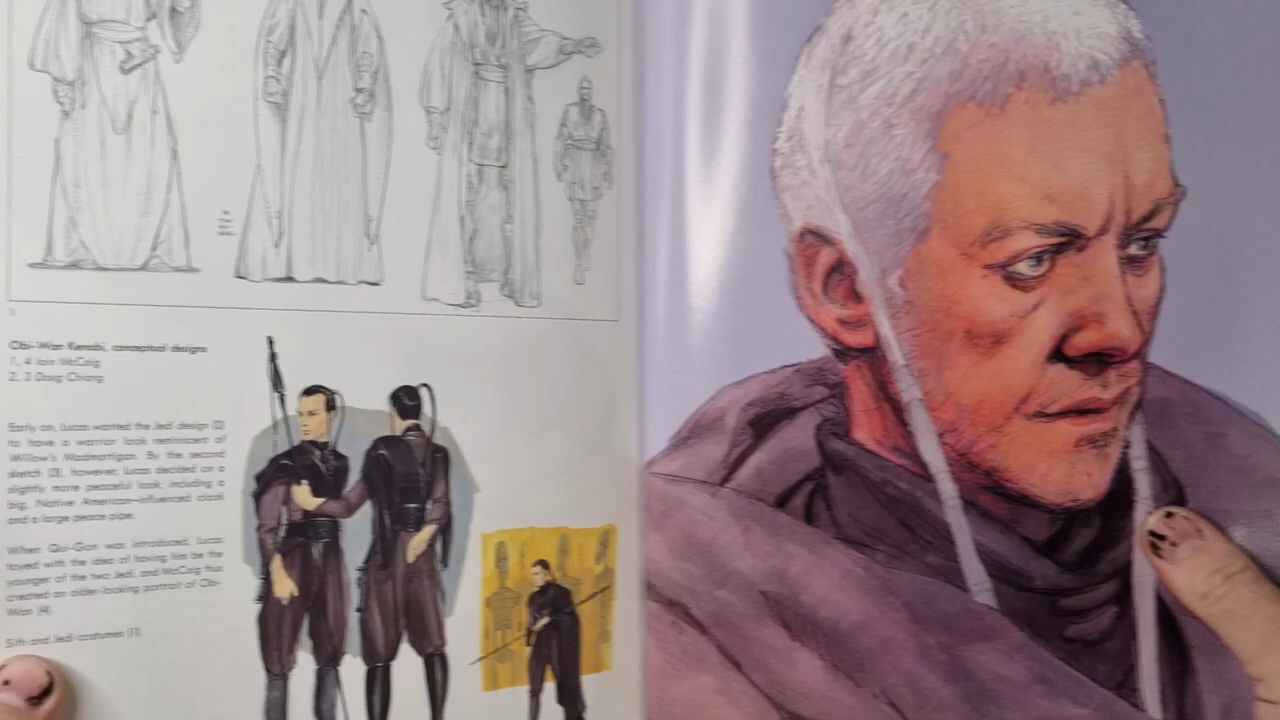 11
Obi-Wan Kenobi, conceptual designs
1, 4 Iain McCaig
2, 3 Doug Chiang
Early on, Lucas wanted the Jedi design (2)
to have a warrior look reminiscent of
Willow's Madmartigan. By the second
sketch (3), however, Lucas decided on a
slightly more peaceful look, including a
big, Native American–influenced cloak
and a large peace pipe.
When Qui-Gon was introduced, Lucas
toyed with the idea of having him be the
younger of the two Jedi, and McCaig thus
created an older-looking portrait of Obi-
Wan (4).
Sith and Jedi costumes (1).